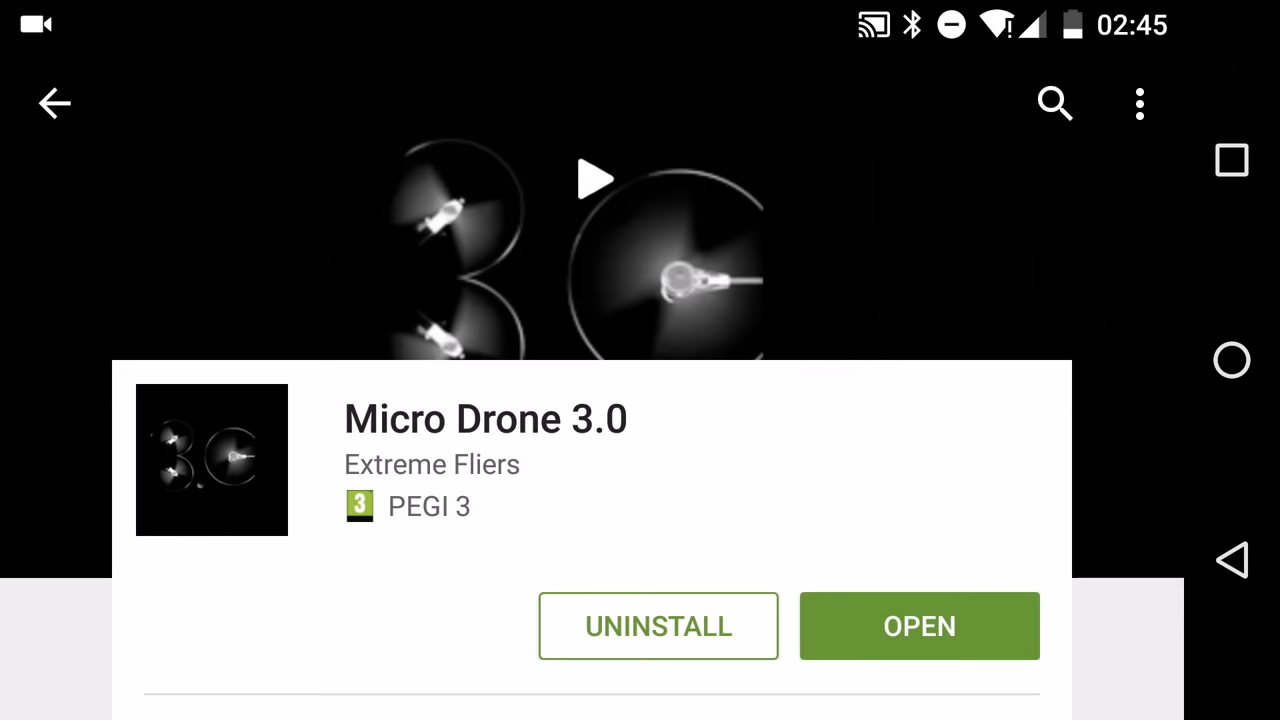 02:45
Micro Drone 3.0
Extreme Fliers
3 PEGI 3
UNINSTALL OPEN